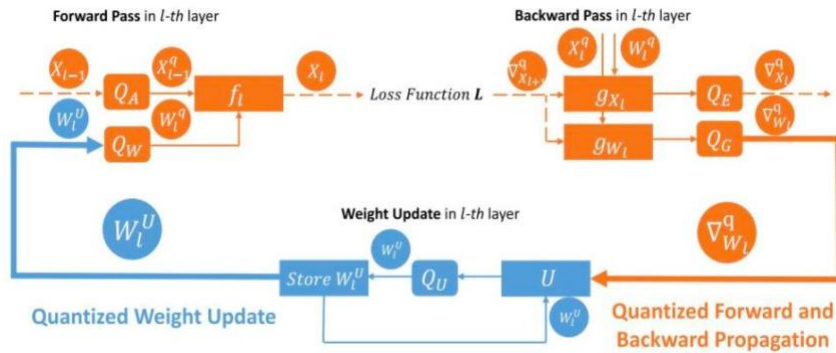 Forward Pass in l-th layer
Backward Pass in l-th layer
X_{l-1} X^q_{l-1} X_l X^q_l W^q_l ∇^q_{X_{l+1}} ∇^q_{X_l}
Q_A f_l Loss Function L g_{X_l} Q_E
W^U_l W^q_l ∇^q_{W_l}
Q_W g_{W_l} Q_G
Weight Update in l-th layer
W^U_l W^U_l ∇^q_{W_l}
Store W^U_l Q_U U
W^U_l
Quantized Weight Update
Quantized Forward and
Backward Propagation